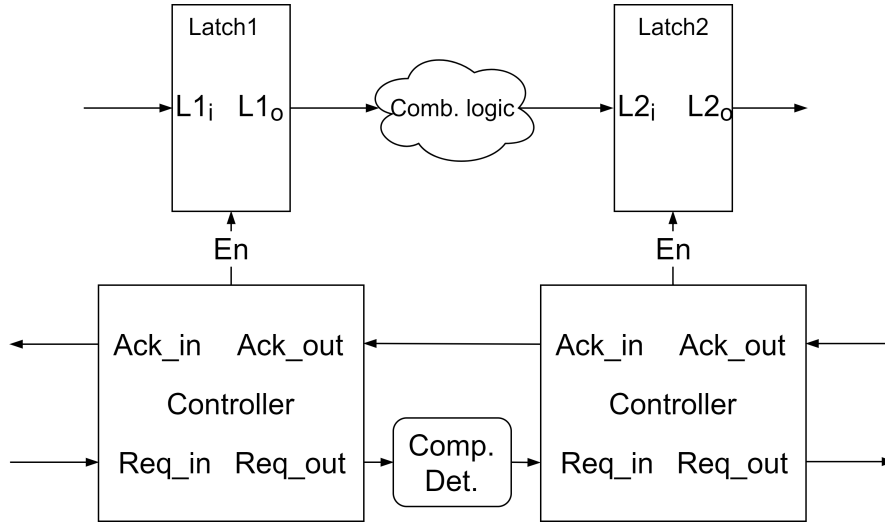 Latch1
Latch2
L1i L1o
Comb. logic
L2i L2o
En
En
Ack_in Ack_out
Ack_in Ack_out
Controller
Controller
Req_in Req_out
Comp.
Det.
Req_in Req_out